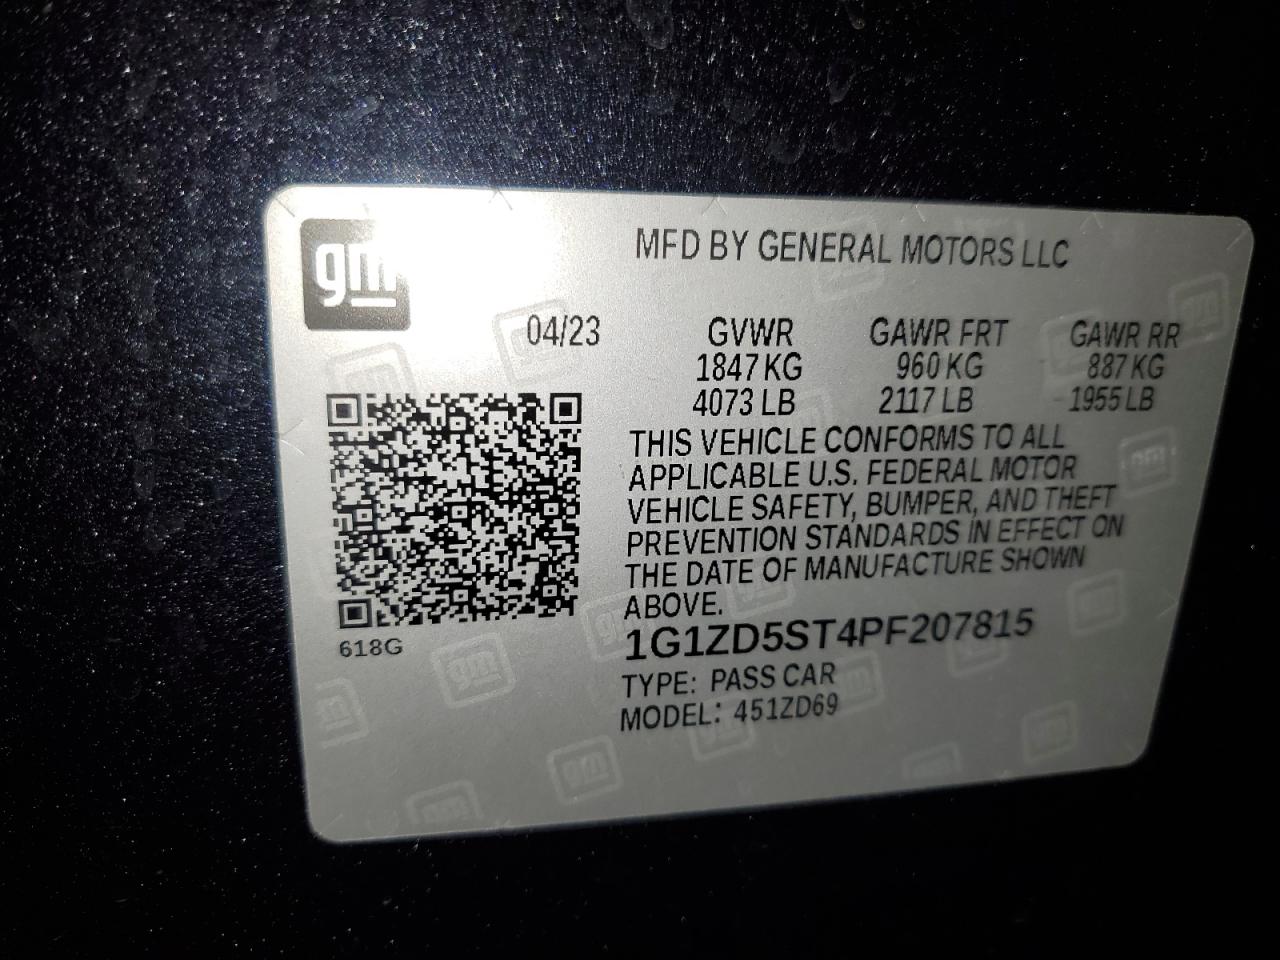 gm
MFD BY GENERAL MOTORS LLC
04/23 GVWR GAWR FRT GAWR RR
1847 KG 960 KG 887 KG
4073 LB 2117 LB 1955 LB
THIS VEHICLE CONFORMS TO ALL
APPLICABLE U.S. FEDERAL MOTOR
VEHICLE SAFETY, BUMPER, AND THEFT
PREVENTION STANDARDS IN EFFECT ON
THE DATE OF MANUFACTURE SHOWN
ABOVE.
618G
1G1ZD5ST4PF207815
TYPE: PASS CAR
MODEL: 451ZD69